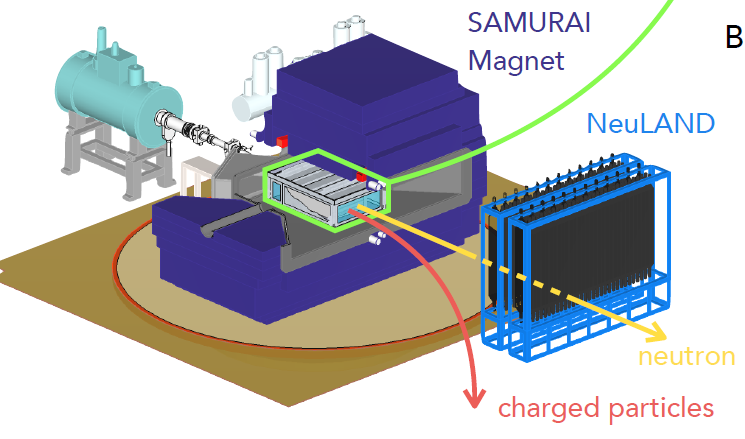 SAMURAI
Magnet
B
NeuLAND
neutron
charged particles